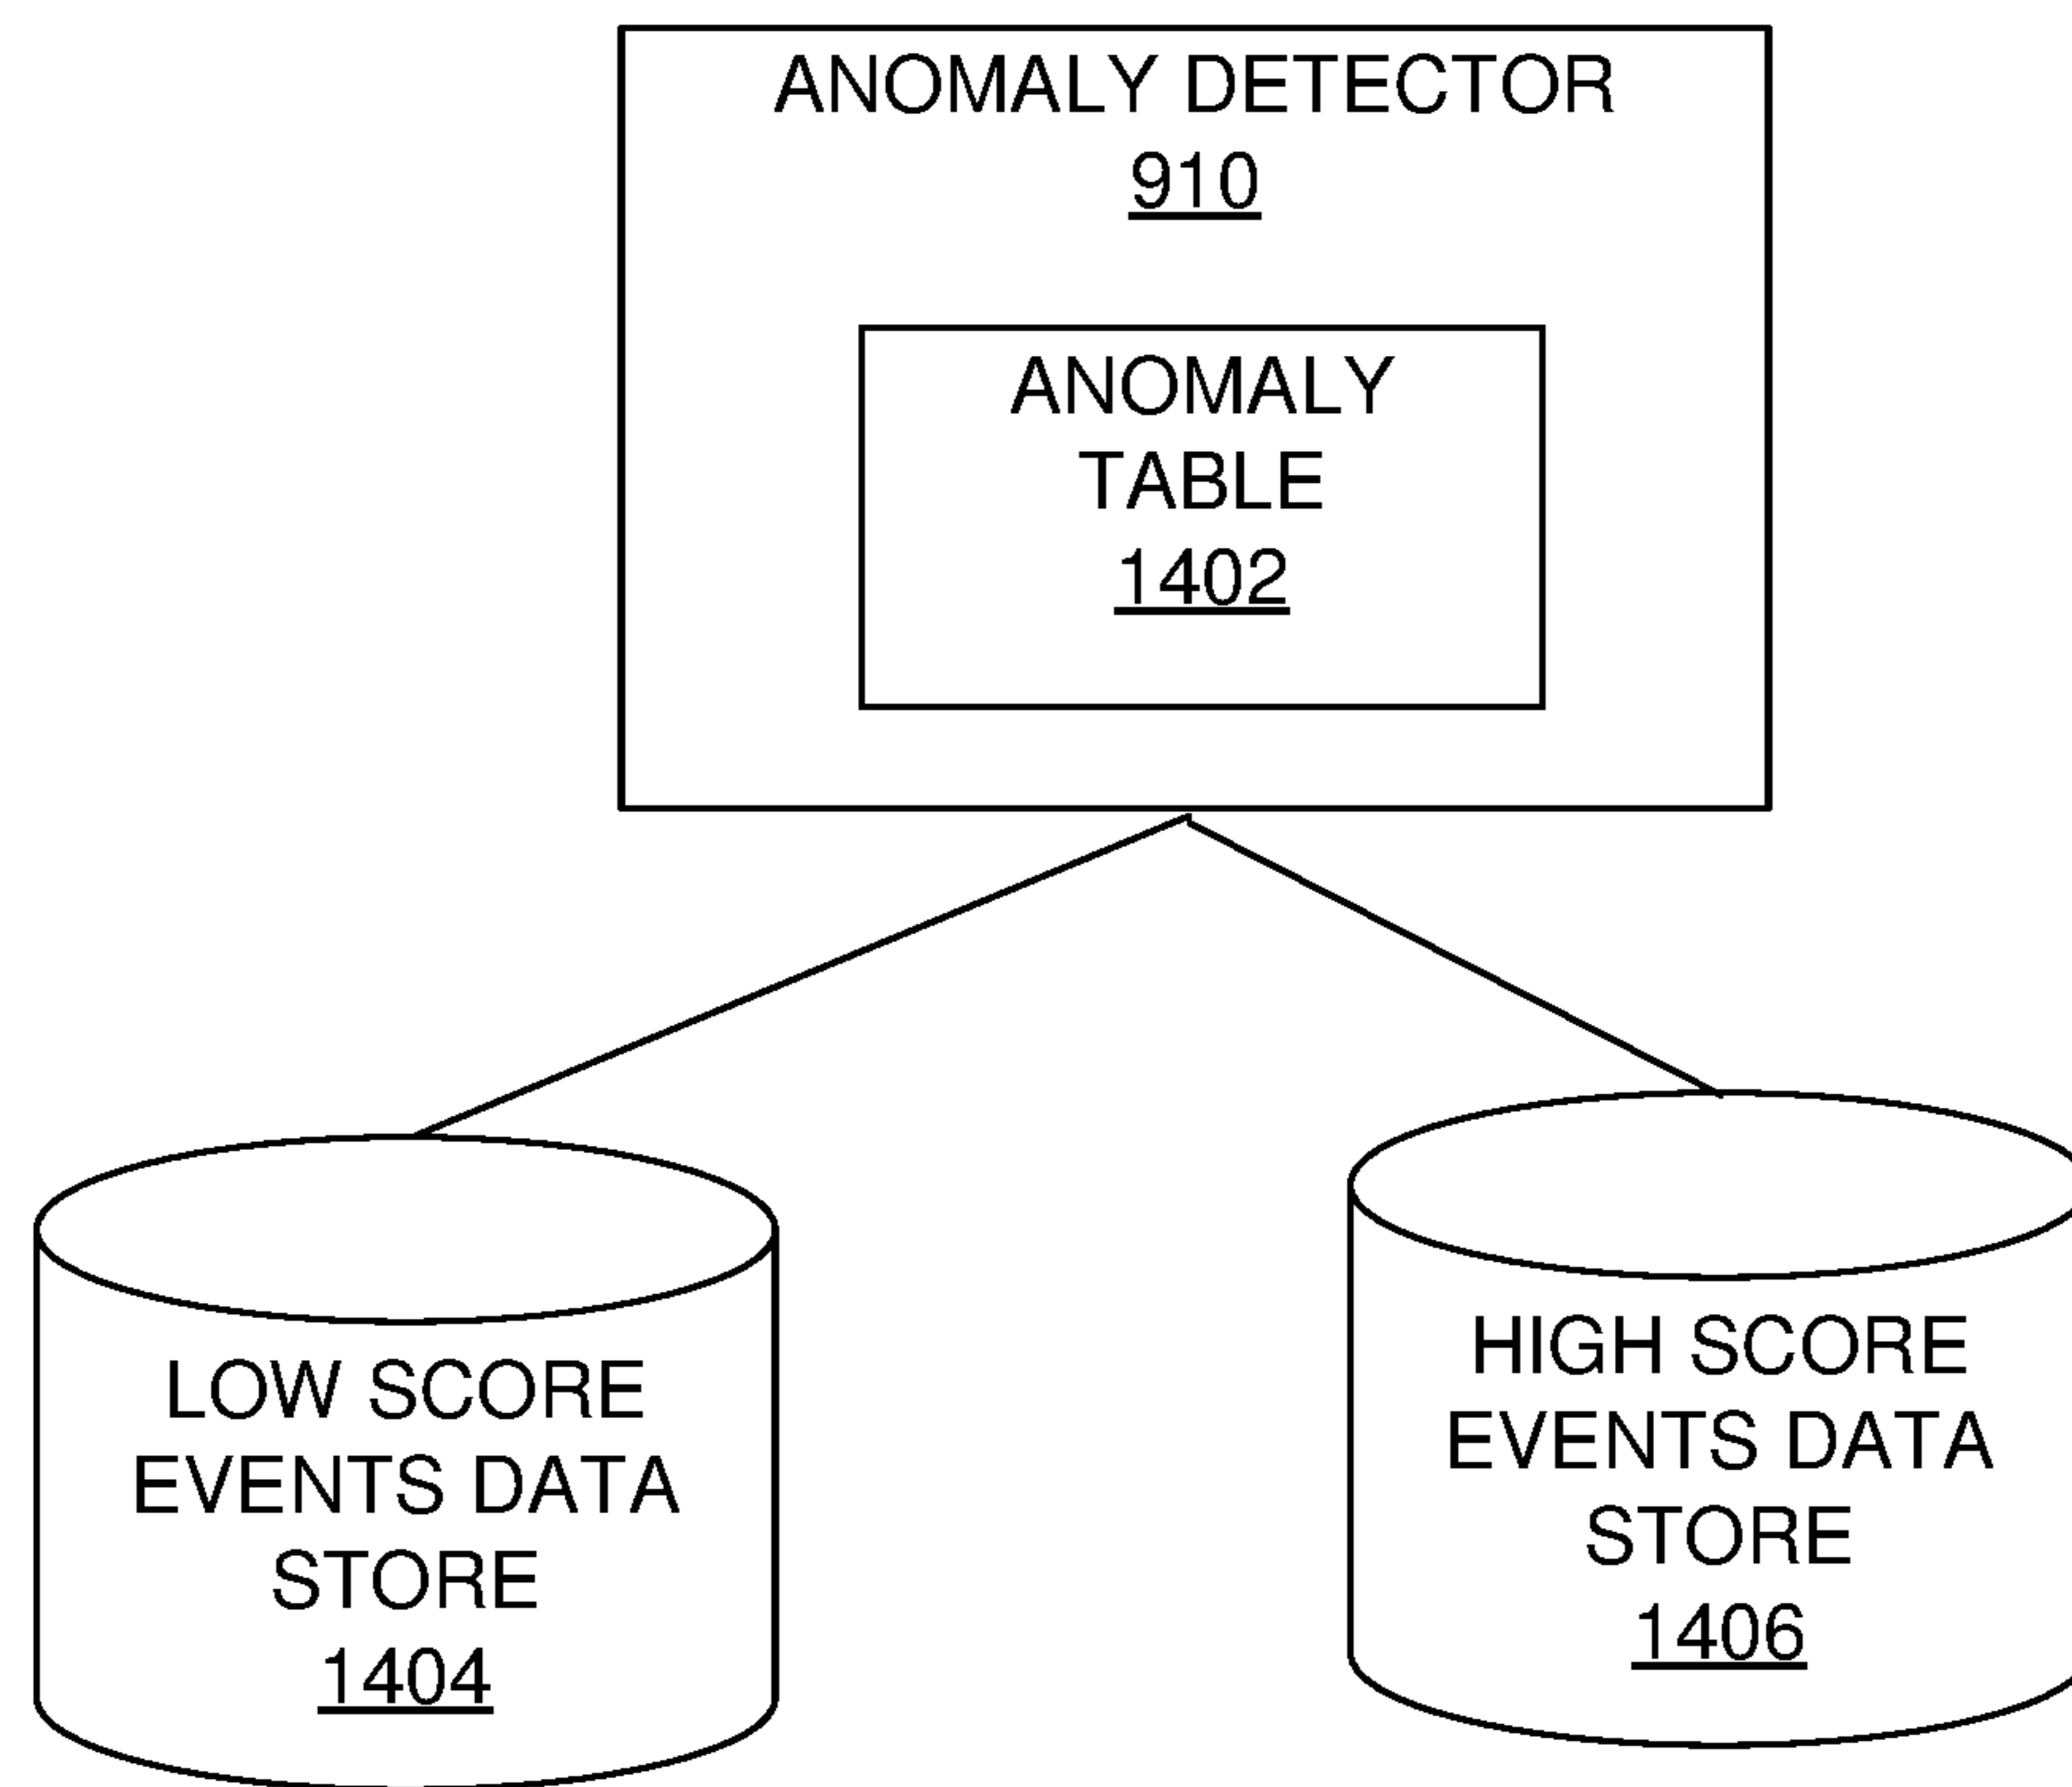 ANOMALY DETECTOR
910
ANOMALY
TABLE
1402
LOW SCORE
EVENTS DATA
STORE
1404
HIGH SCORE
EVENTS DATA
STORE
1406